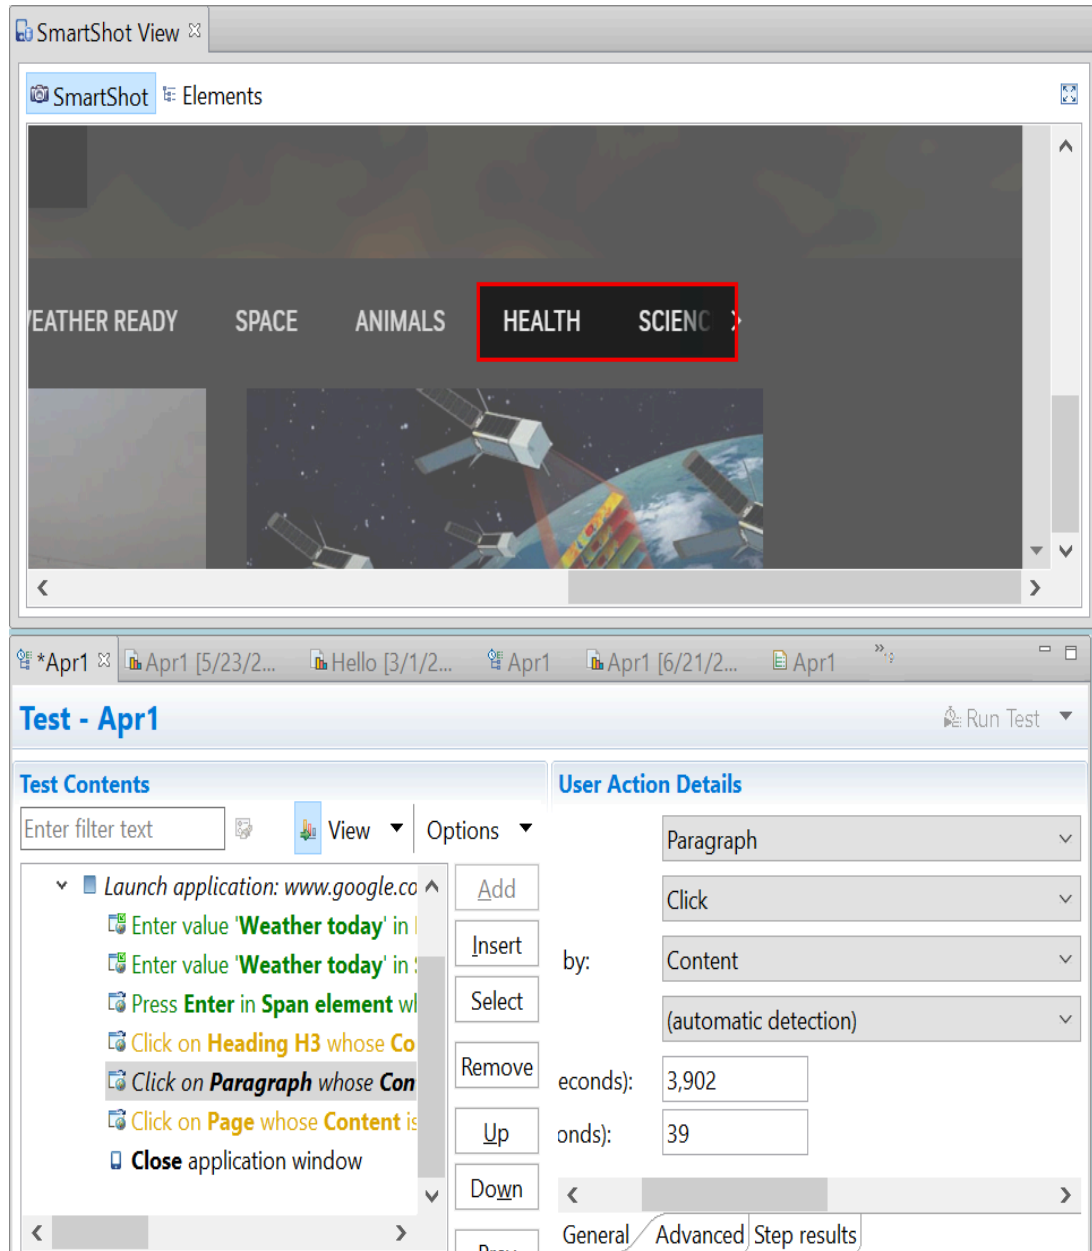 SmartShot View
SmartShot Elements
EATHER READY SPACE ANIMALS HEALTH SCIENC
*Apr1 Apr1 [5/23/2... Hello [3/1/2... Apr1 Apr1 [6/21/2... Apr1
Test - Apr1
Run Test
Test Contents
User Action Details
Enter filter text
View
Options
Launch application: www.google.co
Enter value 'Weather today' in
Enter value 'Weather today' in
Press Enter in Span element wh
Click on Heading H3 whose Co
Click on Paragraph whose Con
Click on Page whose Content is
Close application window
Add
Insert
Select
Remove
Up
Down
Paragraph
Click
by: Content
(automatic detection)
econds): 3,902
onds): 39
General Advanced Step results